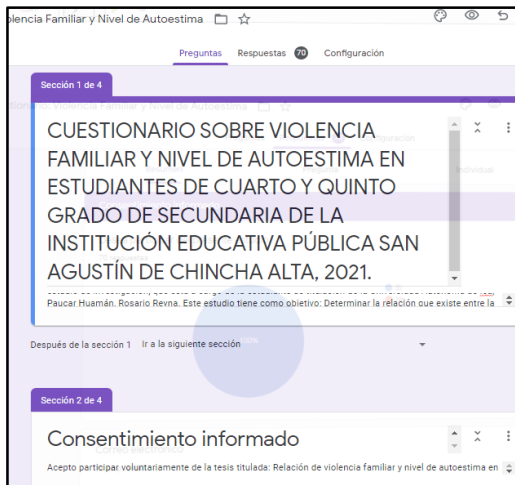 olencia Familiar y Nivel de Autoestima
Preguntas Respuestas 70 Configuración
Sección 1 de 4
CUESTIONARIO SOBRE VIOLENCIA
FAMILIAR Y NIVEL DE AUTOESTIMA EN
ESTUDIANTES DE CUARTO Y QUINTO
GRADO DE SECUNDARIA DE LA
INSTITUCIÓN EDUCATIVA PÚBLICA SAN
AGUSTÍN DE CHINCHA ALTA, 2021.
Paucar Huamán, Rosario Reyna. Este estudio tiene como objetivo: Determinar la relación que existe entre la
Después de la sección 1 Ir a la siguiente sección
Sección 2 de 4
Consentimiento informado
Correo electrónico
Acepto participar voluntariamente de la tesis titulada: Relación de violencia familiar y nivel de autoestima en